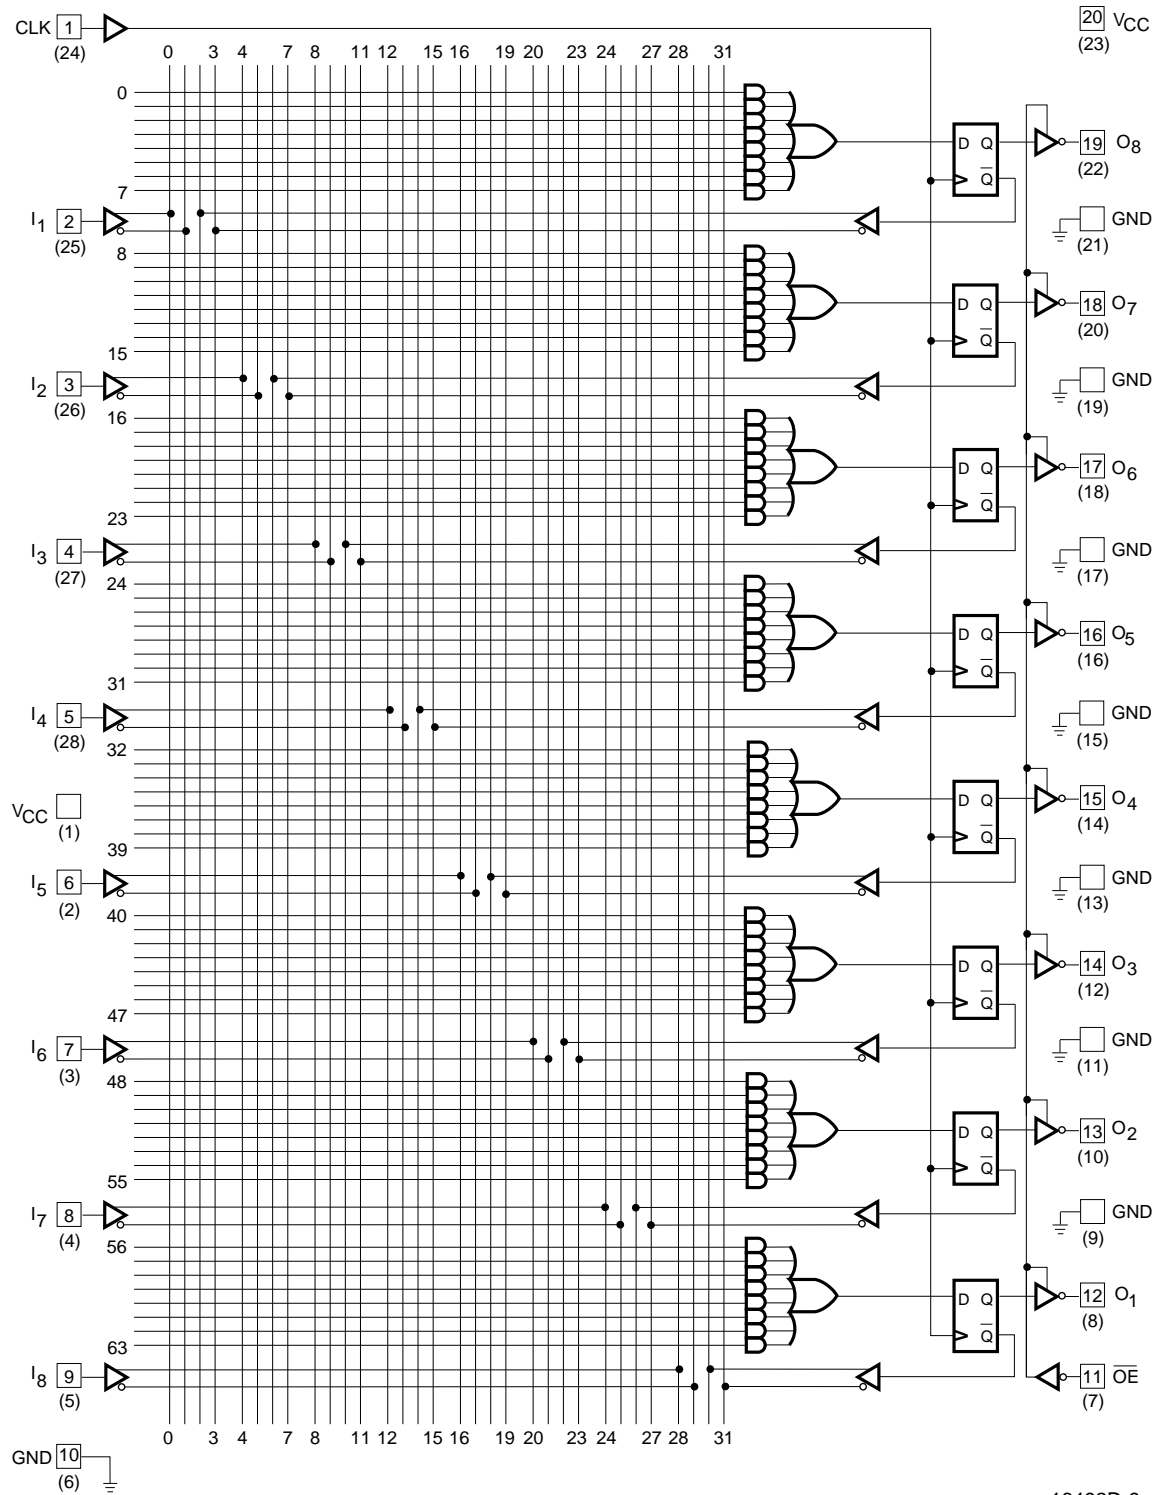 CLK 1 20 VCC
(24) 0 3 4 7 8 11 12 15 16 19 20 23 24 27 28 31 (23)
0
D Q 19 O8
Q (22)
7
I1 2 GND
(25) (21)
8
D Q 18 O7
Q (20)
15
I2 3 GND
(26) (19)
16
D Q 17 O6
Q (18)
23
I3 4 GND
(27) (17)
24
D Q 16 O5
Q (16)
31
I4 5 GND
(28) (15)
32
D Q 15 O4
VCC
(1) Q (14)
39
I5 6 GND
(2) (13)
40
D Q 14 O3
Q (12)
47
I6 7 GND
(3) (11)
48
D Q 13 O2
Q (10)
55
I7 8 GND
(4) (9)
56
D Q 12 O1
Q (8)
63
I8 9 11 OE
(5) (7)
0 3 4 7 8 11 12 15 16 19 20 23 24 27 28 31
GND 10
(6)